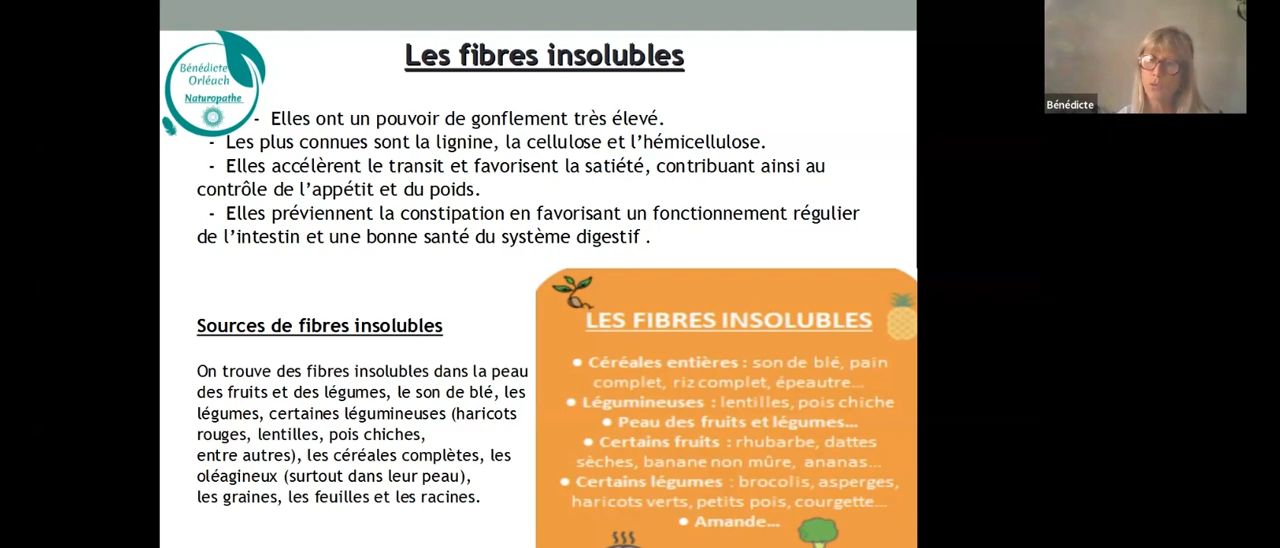 Les fibres insolubles
Bénédicte
Orléach
Naturopathe
- Elles ont un pouvoir de gonflement très élevé.
- Les plus connues sont la lignine, la cellulose et l'hémicellulose.
- Elles accélèrent le transit et favorisent la satiété, contribuant ainsi au
contrôle de l'appétit et du poids.
- Elles préviennent la constipation en favorisant un fonctionnement régulier
de l'intestin et une bonne santé du système digestif .
Sources de fibres insolubles
On trouve des fibres insolubles dans la peau
des fruits et des légumes, le son de blé, les
légumes, certaines légumineuses (haricots
rouges, lentilles, pois chiches,
entre autres), les céréales complètes, les
oléagineux (surtout dans leur peau),
les graines, les feuilles et les racines.
LES FIBRES INSOLUBLES
● Céréales entières : son de blé, pain
complet, riz complet, épeautre...
● Légumineuses : lentilles, pois chiche
● Peau des fruits et légumes...
● Certains fruits : rhubarbe, dattes
sèches, banane non mûre, ananas...
● Certains légumes : brocolis, asperges,
haricots verts, petits pois, courgette...
● Amande...
Bénédicte